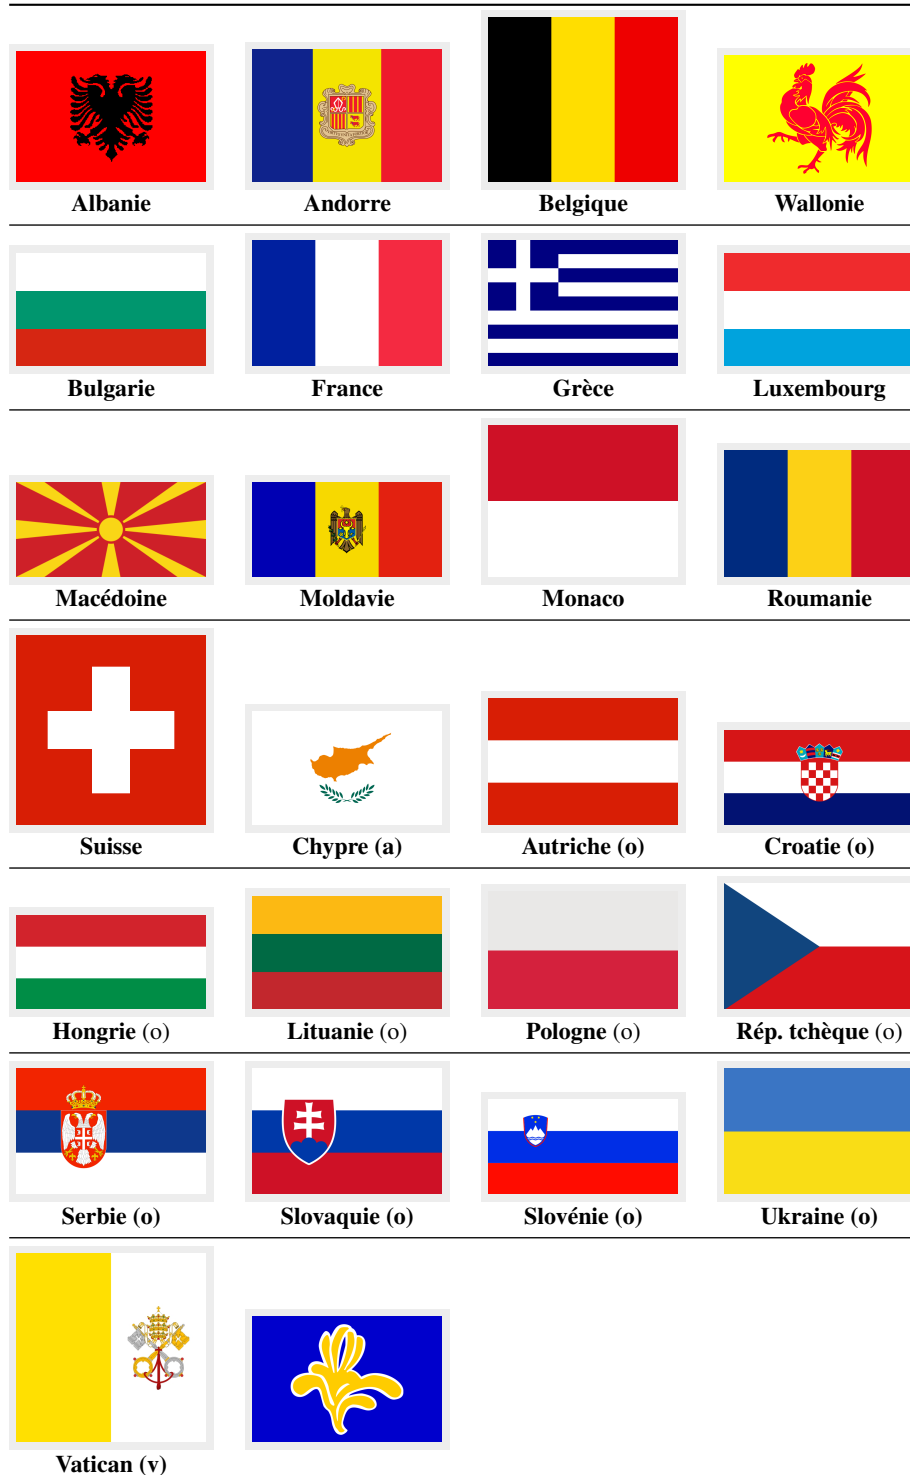 Albanie
Andorre
Belgique
Wallonie
Bulgarie
France
Grèce
Luxembourg
Macédoine
Moldavie
Monaco
Roumanie
Suisse
Chypre (a)
Autriche (o)
Croatie (o)
Hongrie (o)
Lituanie (o)
Pologne (o)
Rép. tchèque (o)
Serbie (o)
Slovaquie (o)
Slovénie (o)
Ukraine (o)
Vatican (v)